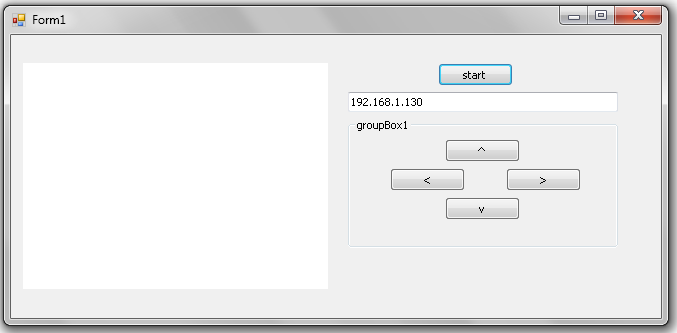 Form1
start
192.168.1.130
groupBox1
^
< >
v